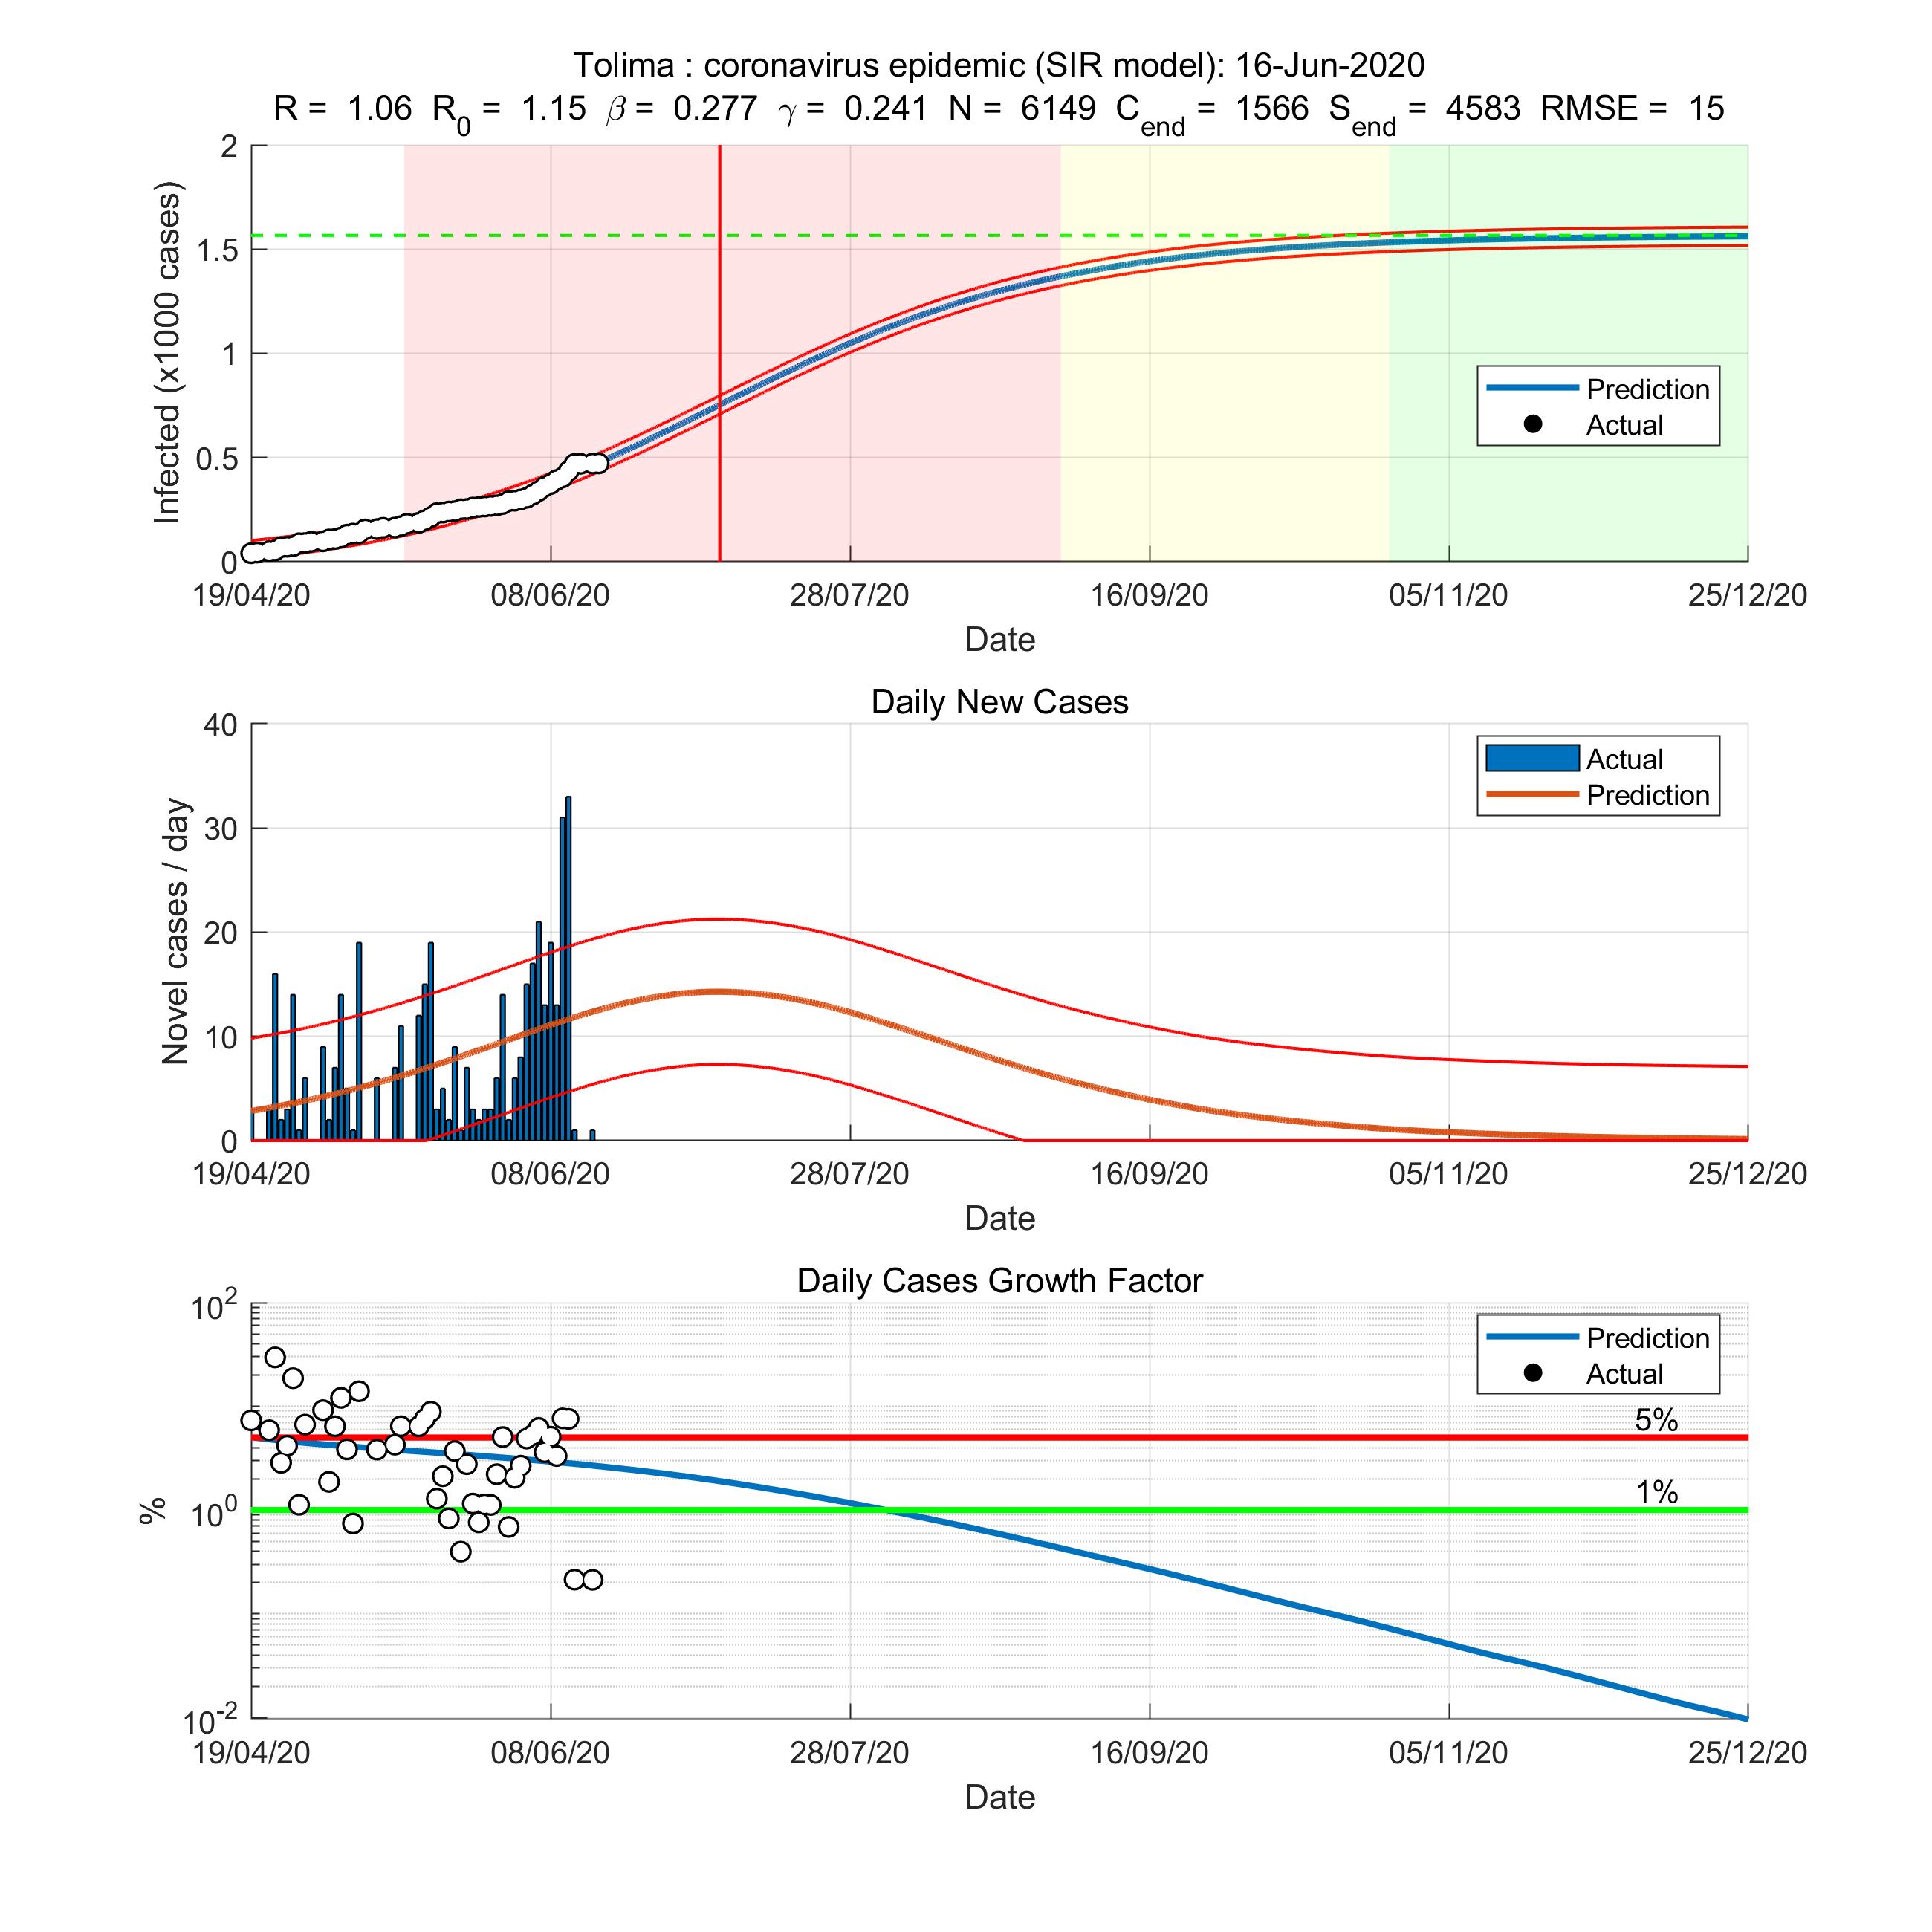 Tolima : coronavirus epidemic (SIR model): 16-Jun-2020
R = 1.06 R0 = 1.15 β = 0.277 γ = 0.241 N = 6149 Cend = 1566 Send = 4583 RMSE = 15
Infected (x1000 cases)
2
1.5
1
0.5
0
Prediction
Actual
19/04/20 08/06/20 28/07/20 16/09/20 05/11/20 25/12/20
Date
Daily New Cases
Novel cases / day
40
30
20
10
0
Actual
Prediction
19/04/20 08/06/20 28/07/20 16/09/20 05/11/20 25/12/20
Date
Daily Cases Growth Factor
%
10^2
10^0
10^-2
Prediction
Actual
5%
1%
19/04/20 08/06/20 28/07/20 16/09/20 05/11/20 25/12/20
Date